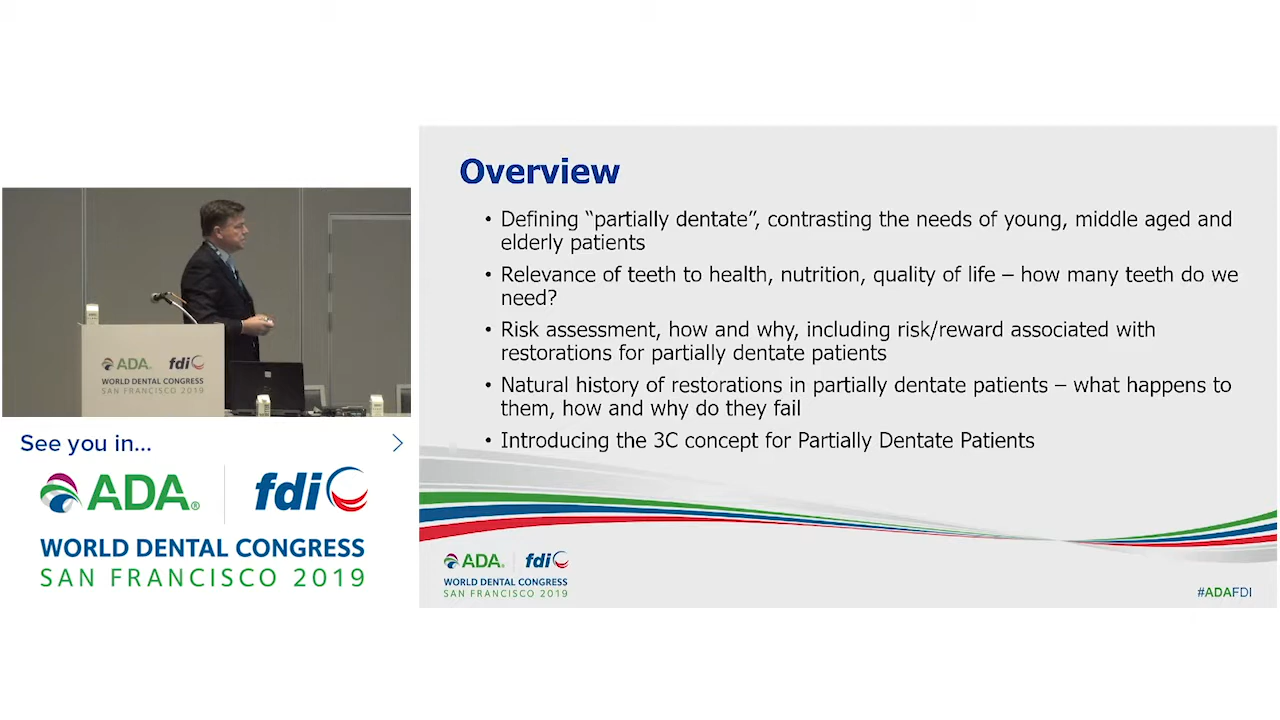 Overview
• Defining “partially dentate”, contrasting the needs of young, middle aged and
elderly patients
• Relevance of teeth to health, nutrition, quality of life – how many teeth do we
need?
• Risk assessment, how and why, including risk/reward associated with
restorations for partially dentate patients
• Natural history of restorations in partially dentate patients – what happens to
them, how and why do they fail
• Introducing the 3C concept for Partially Dentate Patients
ADA® fdi
WORLD DENTAL CONGRESS
SAN FRANCISCO 2019
#ADAFDI
ADA fdi
WORLD DENTAL CONGRESS
SAN FRANCISCO 2019
See you in...
ADA® fdi
WORLD DENTAL CONGRESS
SAN FRANCISCO 2019